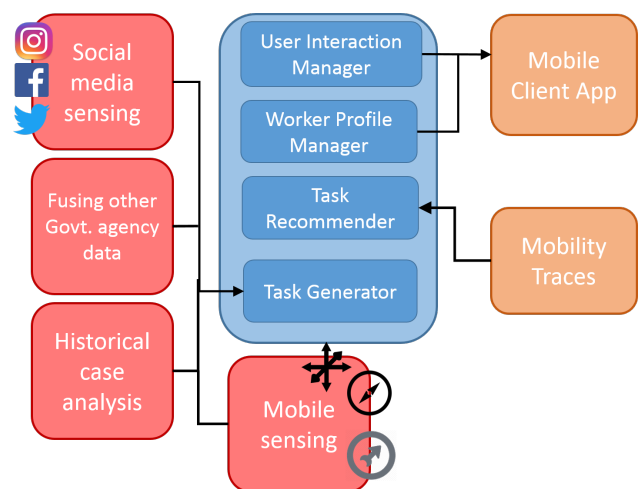 Social
media
sensing
Fusing other
Govt. agency
data
Historical
case
analysis
User Interaction
Manager
Worker Profile
Manager
Task
Recommender
Task Generator
Mobile
sensing
Mobile
Client App
Mobility
Traces